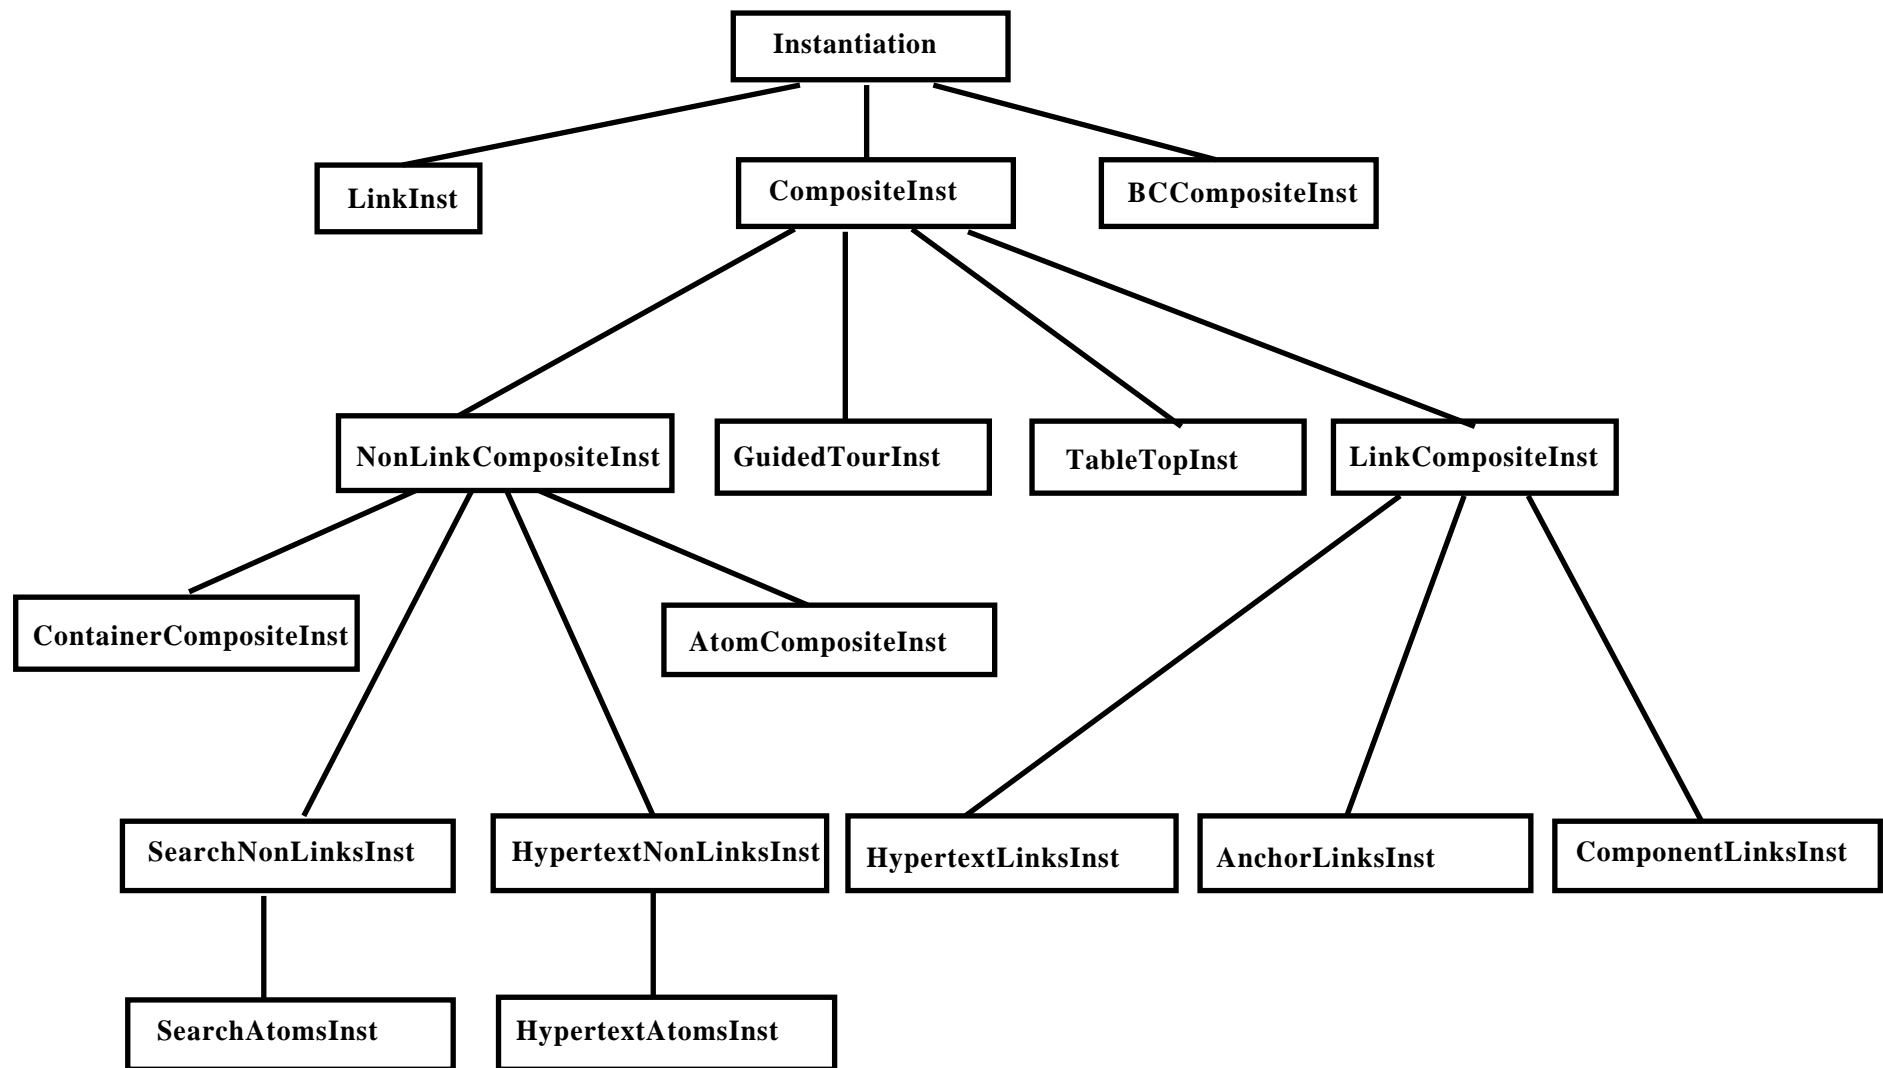 Instantiation
LinkInst
CompositeInst
BCCompositeInst
NonLinkCompositeInst
GuidedTourInst
TableTopInst
LinkCompositeInst
ContainerCompositeInst
AtomCompositeInst
SearchNonLinksInst
HypertextNonLinksInst
HypertextLinksInst
AnchorLinksInst
ComponentLinksInst
SearchAtomsInst
HypertextAtomsInst